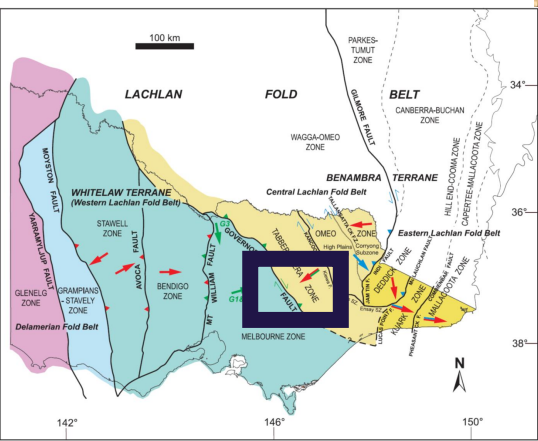 100 km
PARKES-
TUMUT
ZONE
34°
LACHLAN FOLD BELT
GILMORE FAULT
CANBERRA-BUCHAN
ZONE
WAGGA-OMEO
ZONE
HILL END-COOMA ZONE
CAPERTEE-MALLACOOTA ZONE
MOYSTON
FAULT
BENAMBRA TERRANE
Central Lachlan Fold Belt
WHITELAW TERRANE
(Western Lachlan Fold Belt)
36°
YARRAMYLJUP FAULT
STAWELL
ZONE
AVOCA FAULT
BENDIGO
ZONE
MT WILLIAM FAULT
GOVERNOR
FAULT
OMEO ZONE
High Plains
Corryong
Subzone
Eastern Lachlan Fold Belt
GLENELG
ZONE
GRAMPIANS
- STAVELY
ZONE
ZONE
DEDDICK ZONE
Delamerian Fold Belt
MELBOURNE ZONE
KUARK ZONE
MALLACOOTA ZONE
38°
N
142° 146° 150°